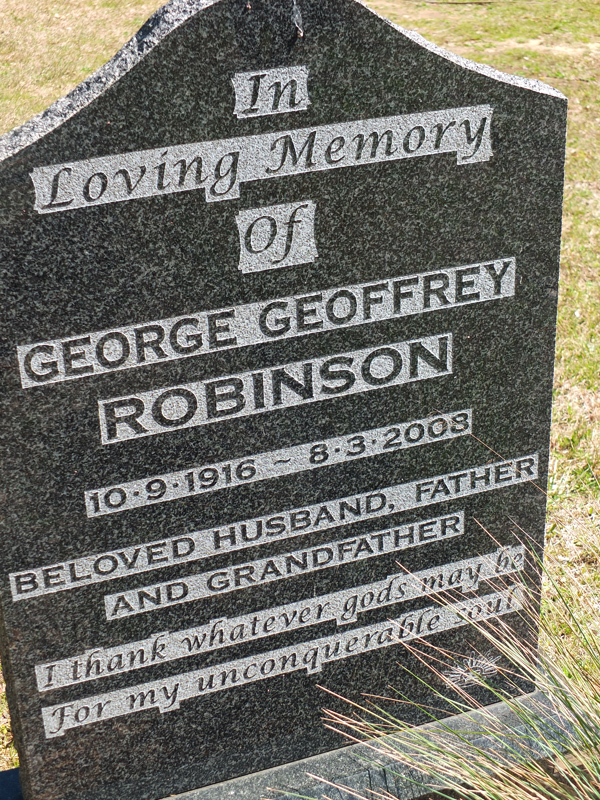 In
Loving Memory
Of
GEORGE GEOFFREY
ROBINSON
10·9·1916 ~ 8·3·2008
BELOVED HUSBAND, FATHER
AND GRANDFATHER
I thank whatever gods may be
For my unconquerable soul